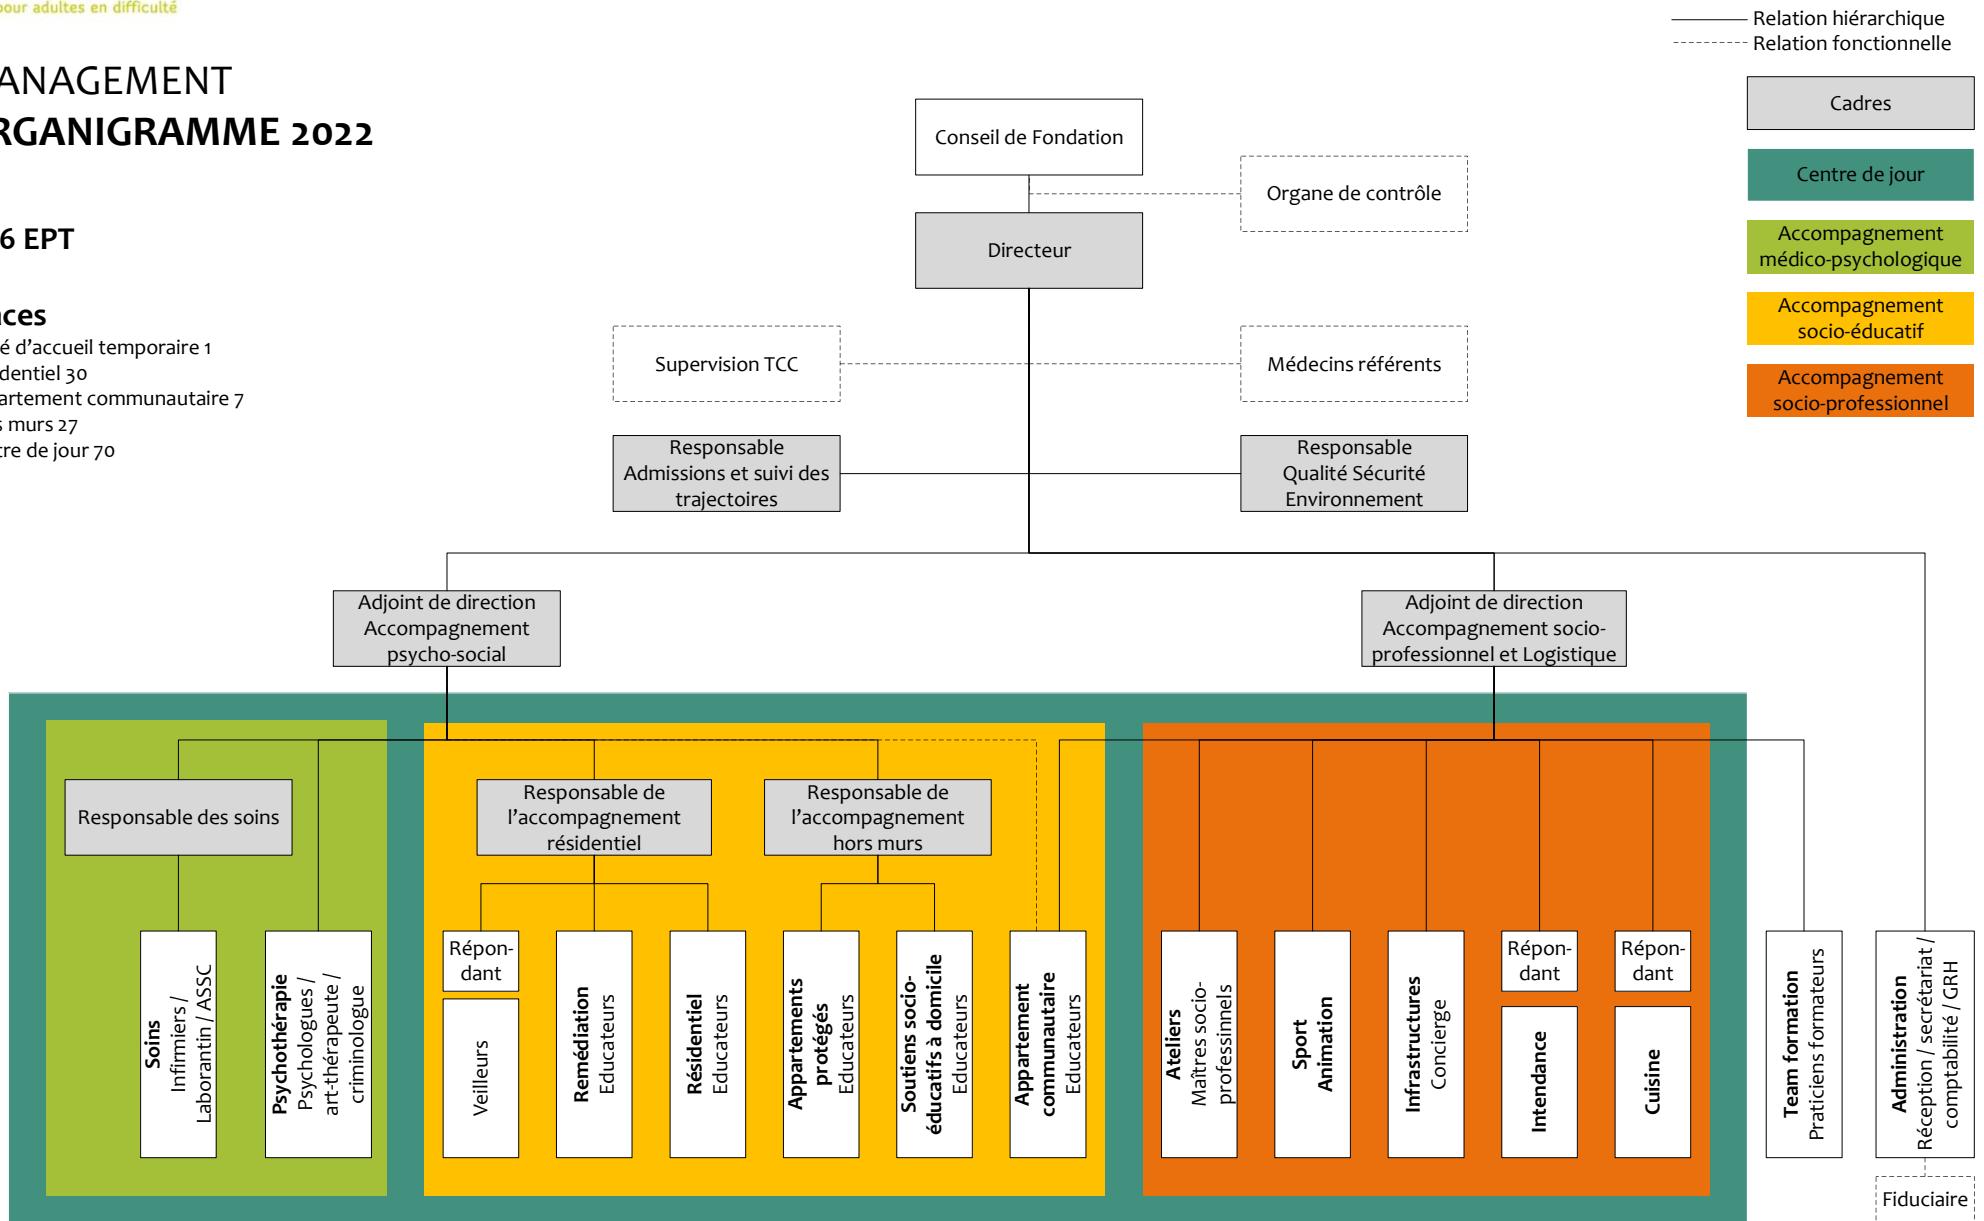 pour adultes en difficulté
ANAGEMENT
RGANIGRAMME 2022
6 EPT
ces
é d'accueil temporaire 1
dentiel 30
artement communautaire 7
s murs 27
tre de jour 70
Relation hiérarchique
Relation fonctionnelle
Cadres
Centre de jour
Accompagnement
médico-psychologique
Accompagnement
socio-éducatif
Accompagnement
socio-professionnel
Conseil de Fondation
Organe de contrôle
Directeur
Supervision TCC
Médecins référents
Responsable
Admissions et suivi des
trajectoires
Responsable
Qualité Sécurité
Environnement
Adjoint de direction
Accompagnement
psycho-social
Adjoint de direction
Accompagnement socio-
professionnel et Logistique
Responsable des soins
Responsable de
l'accompagnement
résidentiel
Responsable de
l'accompagnement
hors murs
Soins
Infirmiers /
Laborantin / ASSC
Psychothérapie
Psychologues /
art-thérapeute /
criminologue
Répon-
dant
Veilleurs
Remédiation
Educateurs
Résidentiel
Educateurs
Appartements
protégés
Educateurs
Soutiens socio-
éducatifs à domicile
Educateurs
Appartement
communautaire
Educateurs
Ateliers
Maîtres socio-
professinnels
Sport
Animation
Infrastructures
Concierge
Répon-
dant
Intendance
Répon-
dant
Cuisine
Team formation
Praticiens formateurs
Administration
Réception / secrétariat /
comptabilité / GRH
Fiduciaire